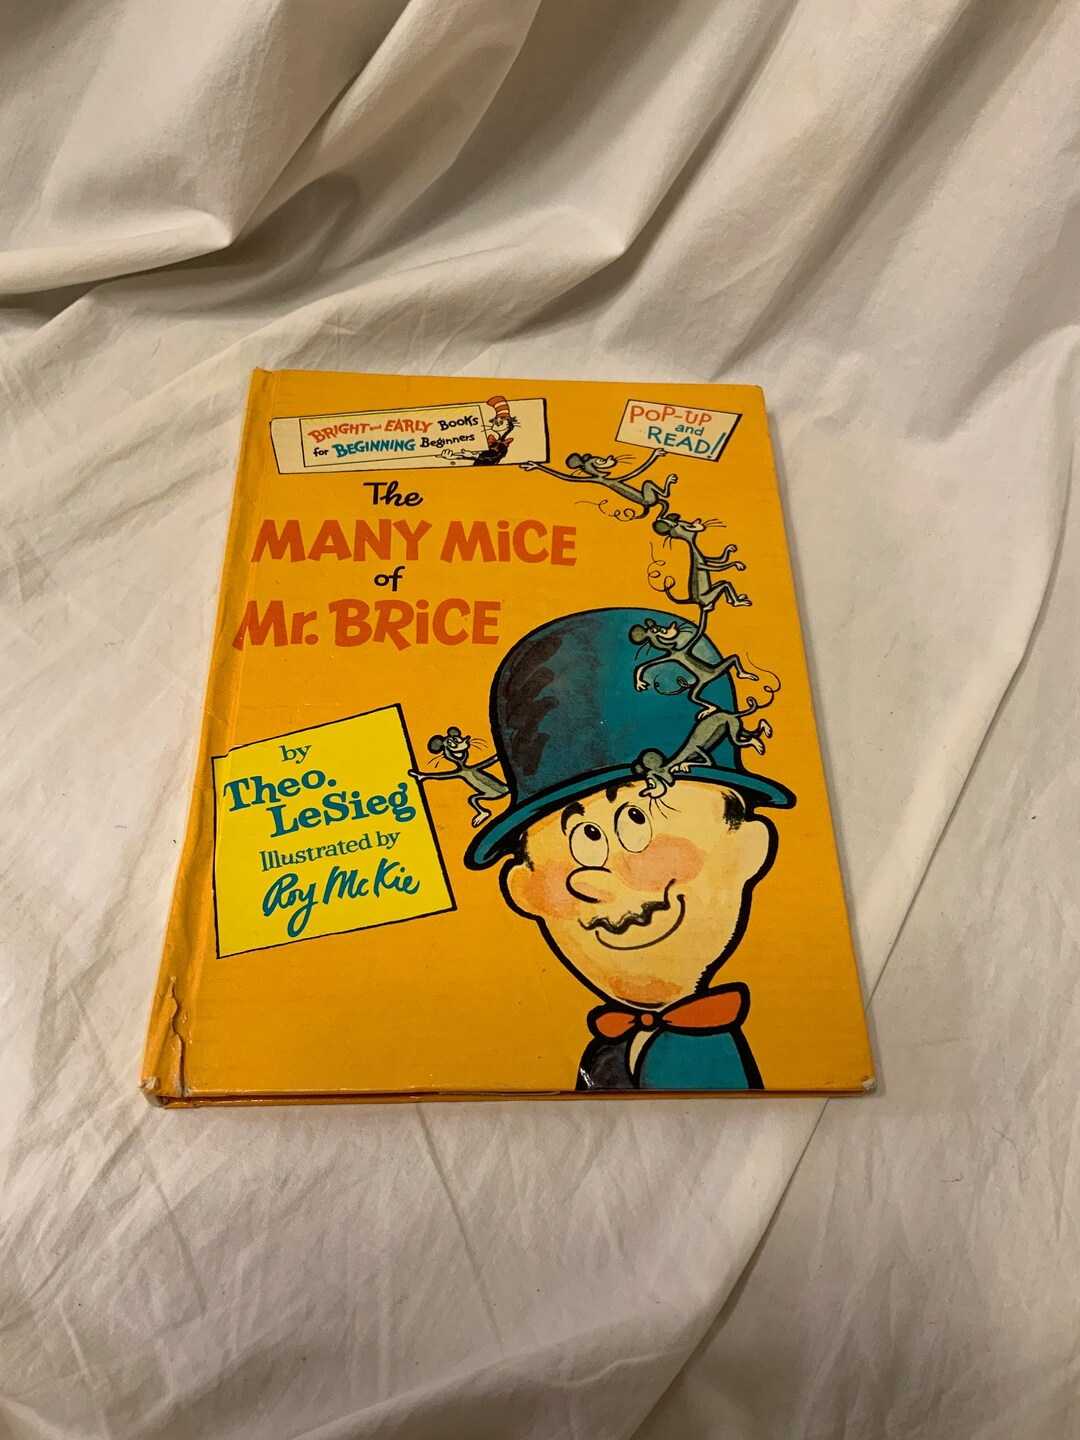 BRIGHT and EARLY BOOKS
for BEGINNING Beginners
POP-UP
and
READ!
The
MANY MiCE
of
Mr. BRiCE
by
Theo.
LeSieg
Illustrated by
Roy McKie